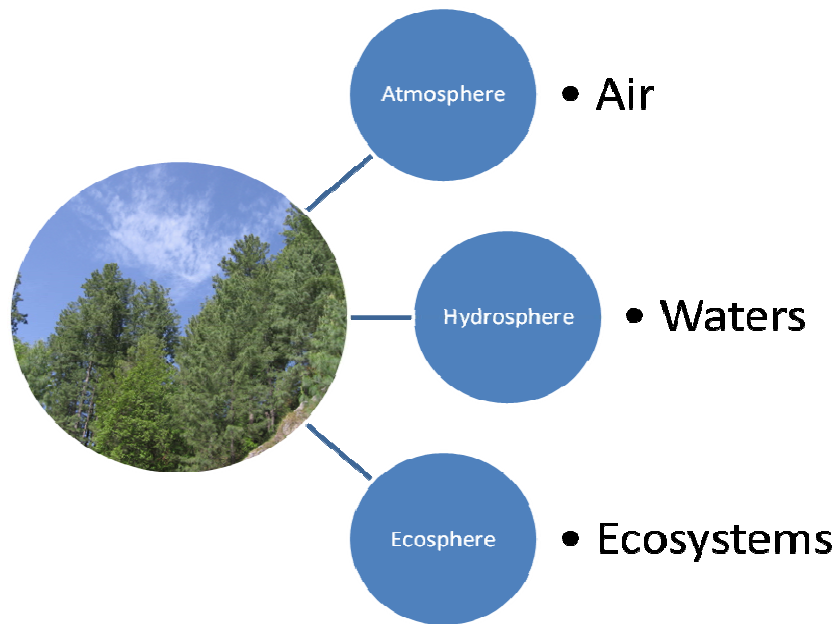 Atmosphere
• Air
Hydrosphere
• Waters
Ecosphere
• Ecosystems